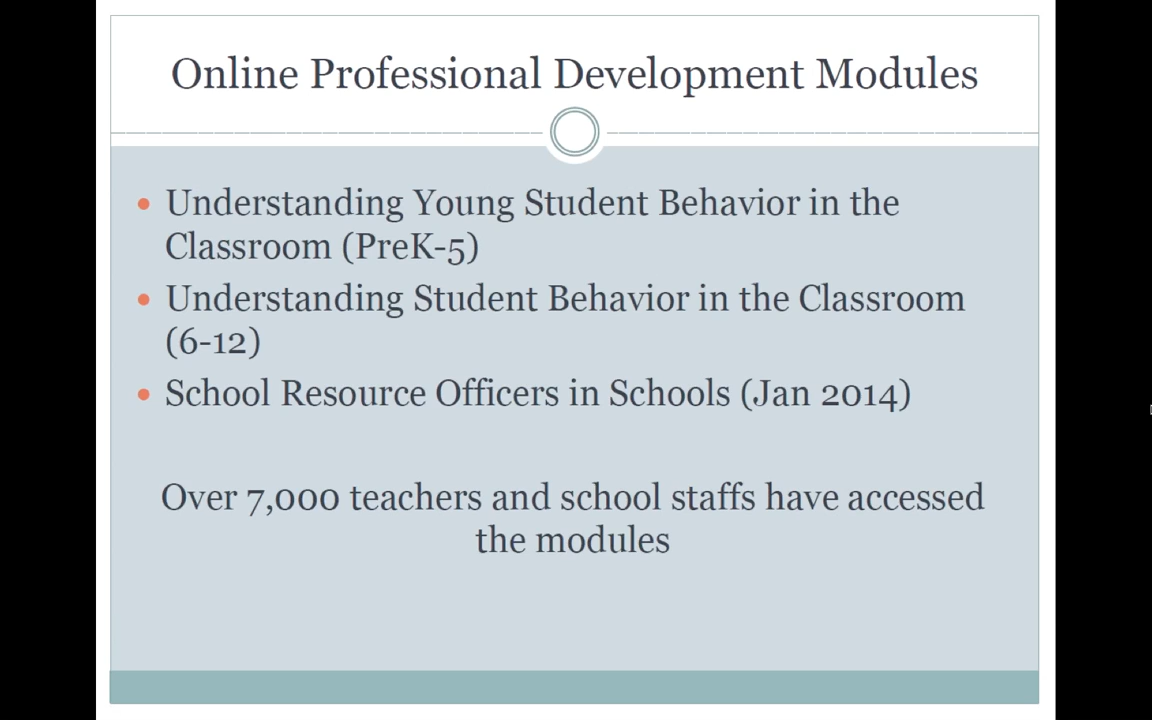 Online Professional Development Modules
• Understanding Young Student Behavior in the
Classroom (PreK-5)
• Understanding Student Behavior in the Classroom
(6-12)
• School Resource Officers in Schools (Jan 2014)
Over 7,000 teachers and school staffs have accessed
the modules